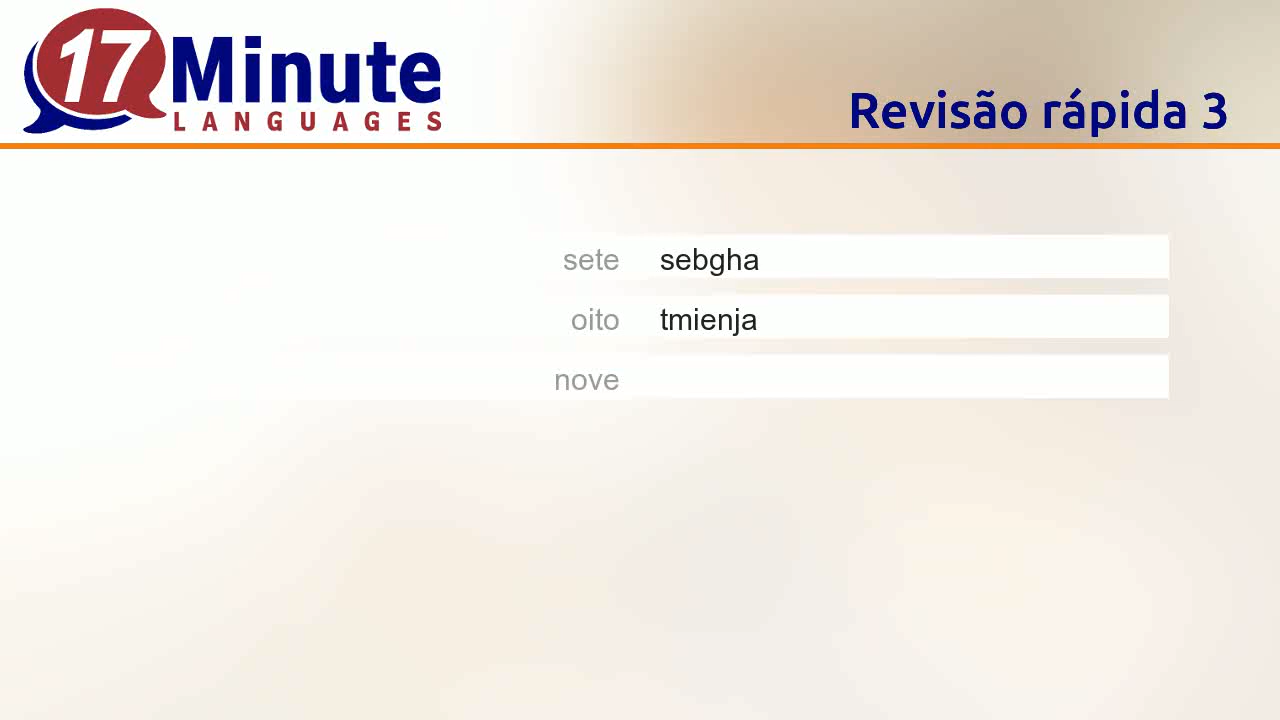 17 Minute
LANGUAGES
Revisão rápida 3
sete sebgha
oito tmienja
nove